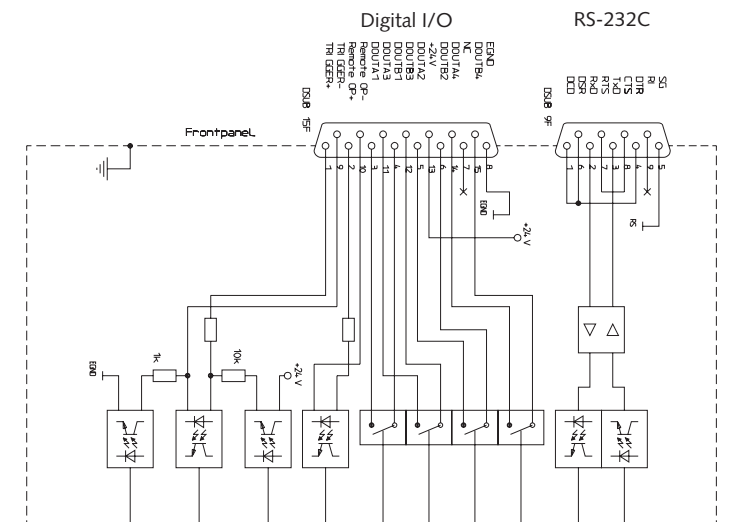 Digital I/O
RS-232C
TRIGGER+
TRIGGER-
Remote OP+
Remote OP-
DOUTA1
DOUTA3
DOUTB1
DOUTB3
DOUTA2
+24V
DOUTB2
DOUTA4
NC
DOUTB4
EGND
DCD
DSR
RxD
RTS
TxD
CTS
DTR
RI
SG
DSUB 15F
DSUB 9F
Frontpanel
1
9
2
10
3
11
4
12
5
13
6
14
7
15
8
1
6
2
7
3
8
4
9
5
EGND
RS
+24V
EGND
1k
10k
+24V